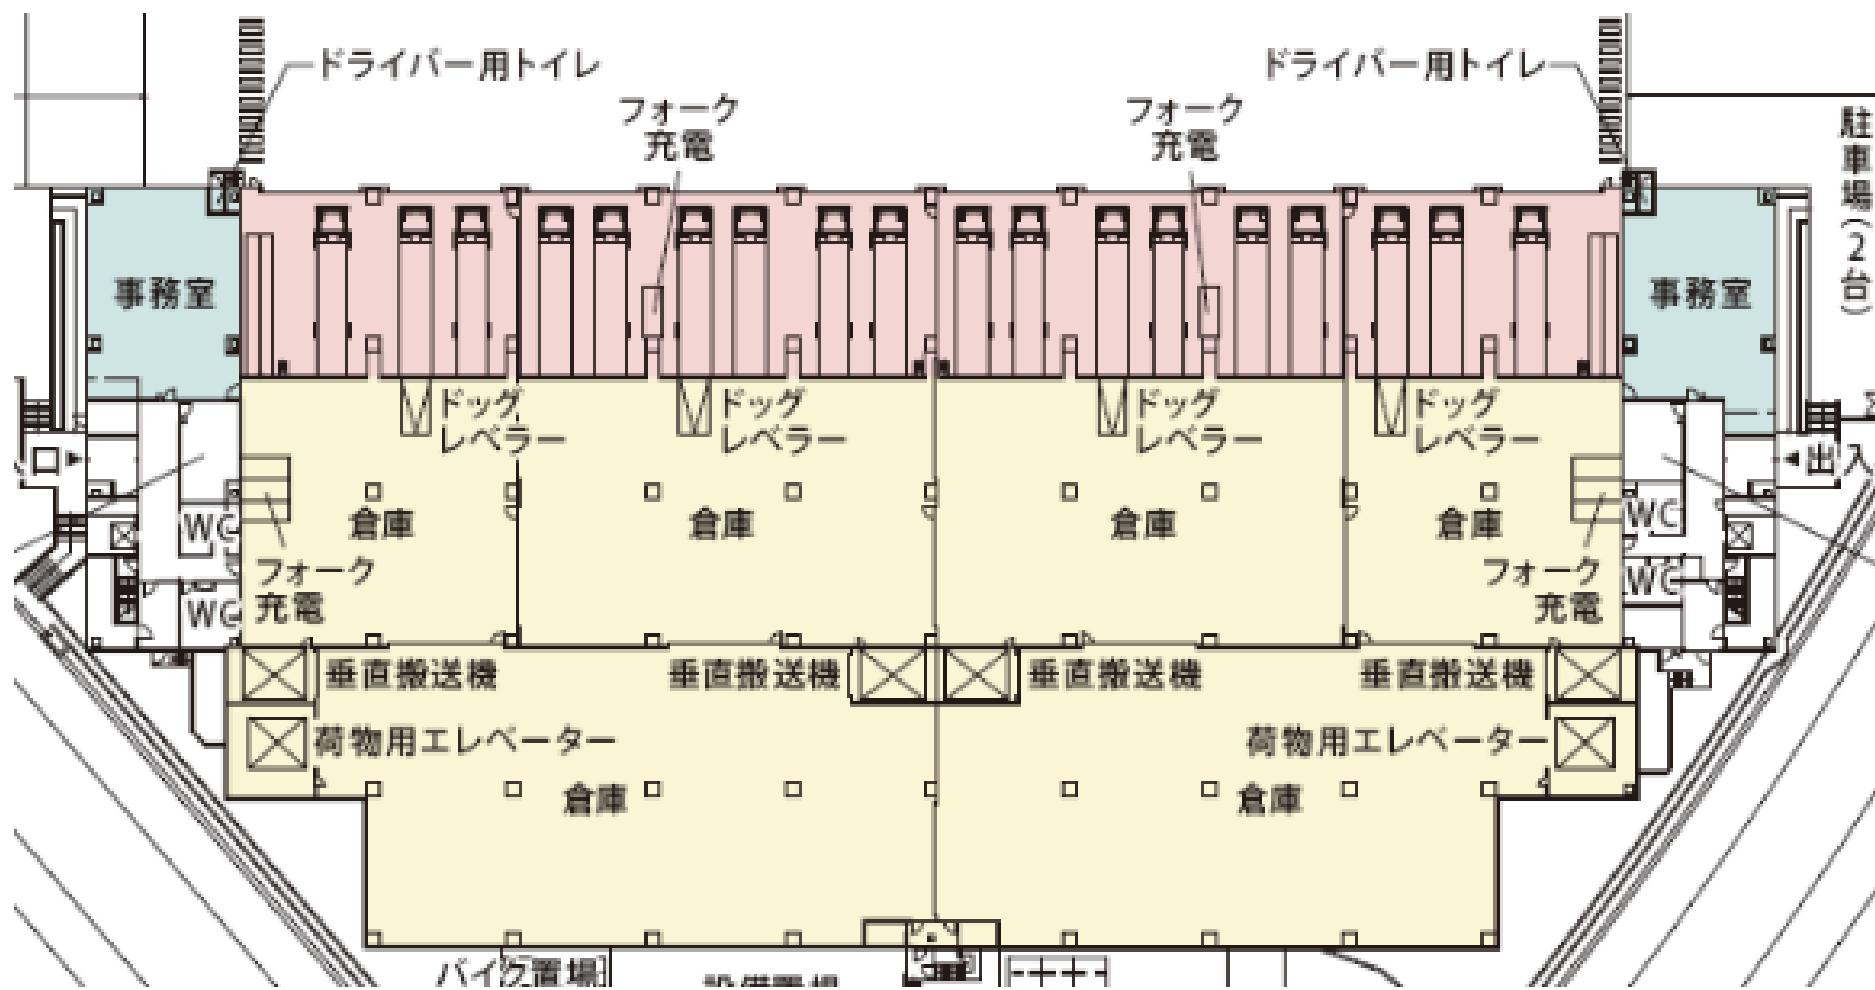 ドライバー用トイレ
ドライバー用トイレ
フォーク
充電
フォーク
充電
駐車場(2台)
事務室
事務室
ドッグ
レベラー
ドッグ
レベラー
ドッグ
レベラー
ドッグ
レベラー
口
出入
WC
倉庫
倉庫
倉庫
倉庫
WC
フォーク
充電
フォーク
充電
WC
WC
垂直搬送機
垂直搬送機
垂直搬送機
垂直搬送機
荷物用エレベーター
荷物用エレベーター
倉庫
倉庫
バイク置場
設備置場